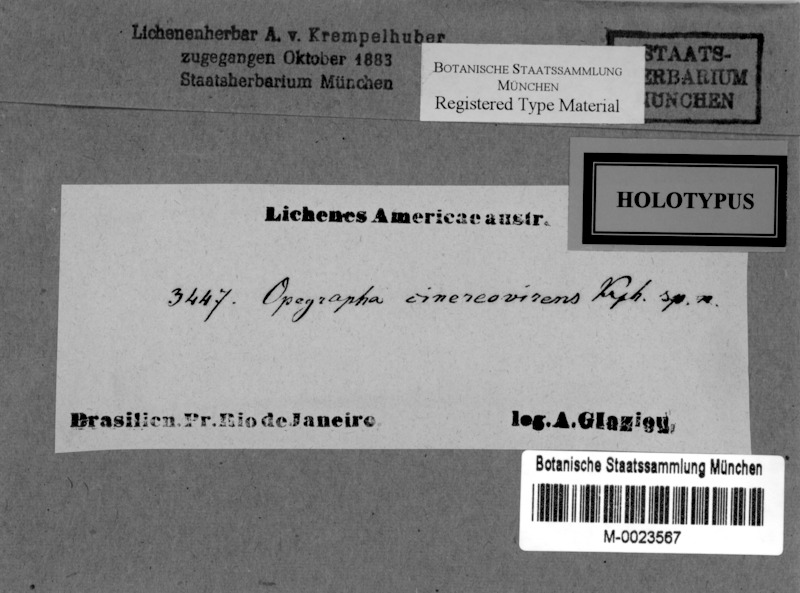 Lichenenherbar A. v. Krempelhuber
zugegangen Oktober 1883
Staatsherbarium München
BOTANISCHE STAATSSAMMLUNG
MÜNCHEN
Registered Type Material
STAATS-
ERBARIUM
ÜNCHEN
HOLOTYPUS
Lichenes Americae austr.
3447. Opegrapha cinereovirens Krph. sp. n.
Brasilien. Pr. Rio de Janeiro.
leg. A. Glaziou,
Botanische Staatssammlung München
M-0023567